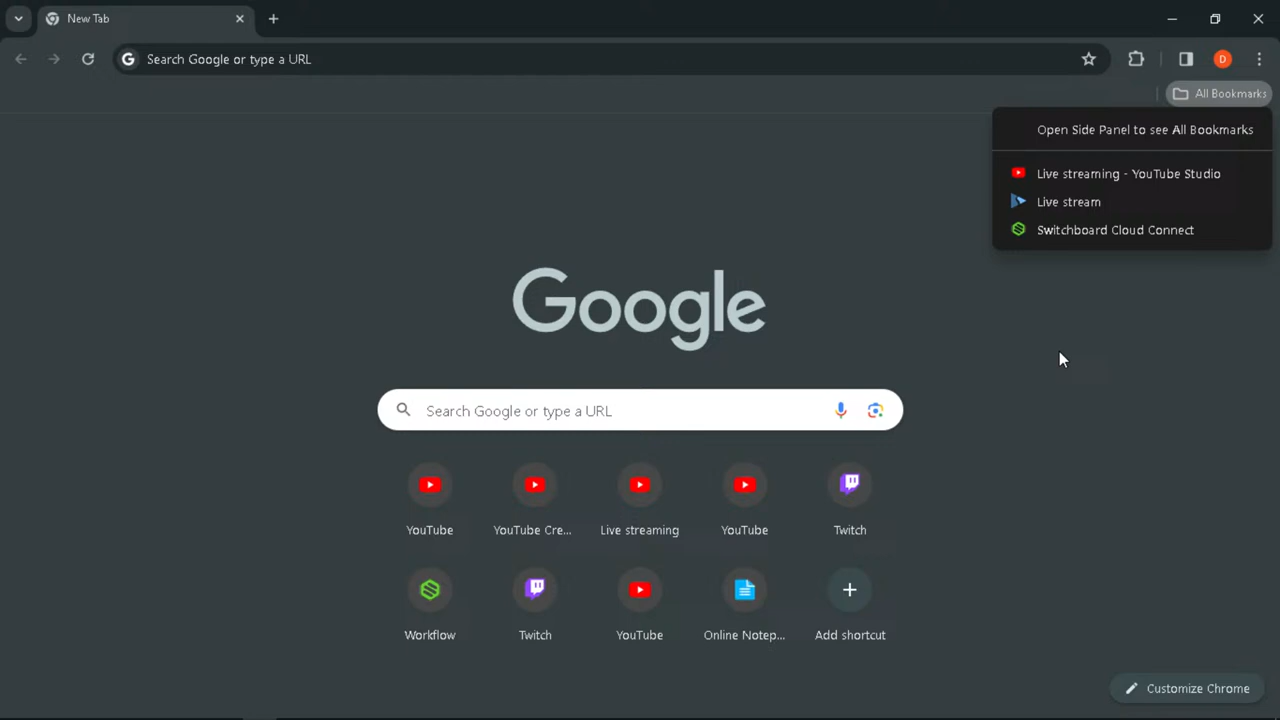 New Tab
Search Google or type a URL
D
All Bookmarks
Open Side Panel to see All Bookmarks
Live streaming - YouTube Studio
Live stream
Switchboard Cloud Connect
Google
Search Google or type a URL
YouTube
YouTube Cre...
Live streaming
YouTube
Twitch
Workflow
Twitch
YouTube
Online Notep...
Add shortcut
Customize Chrome